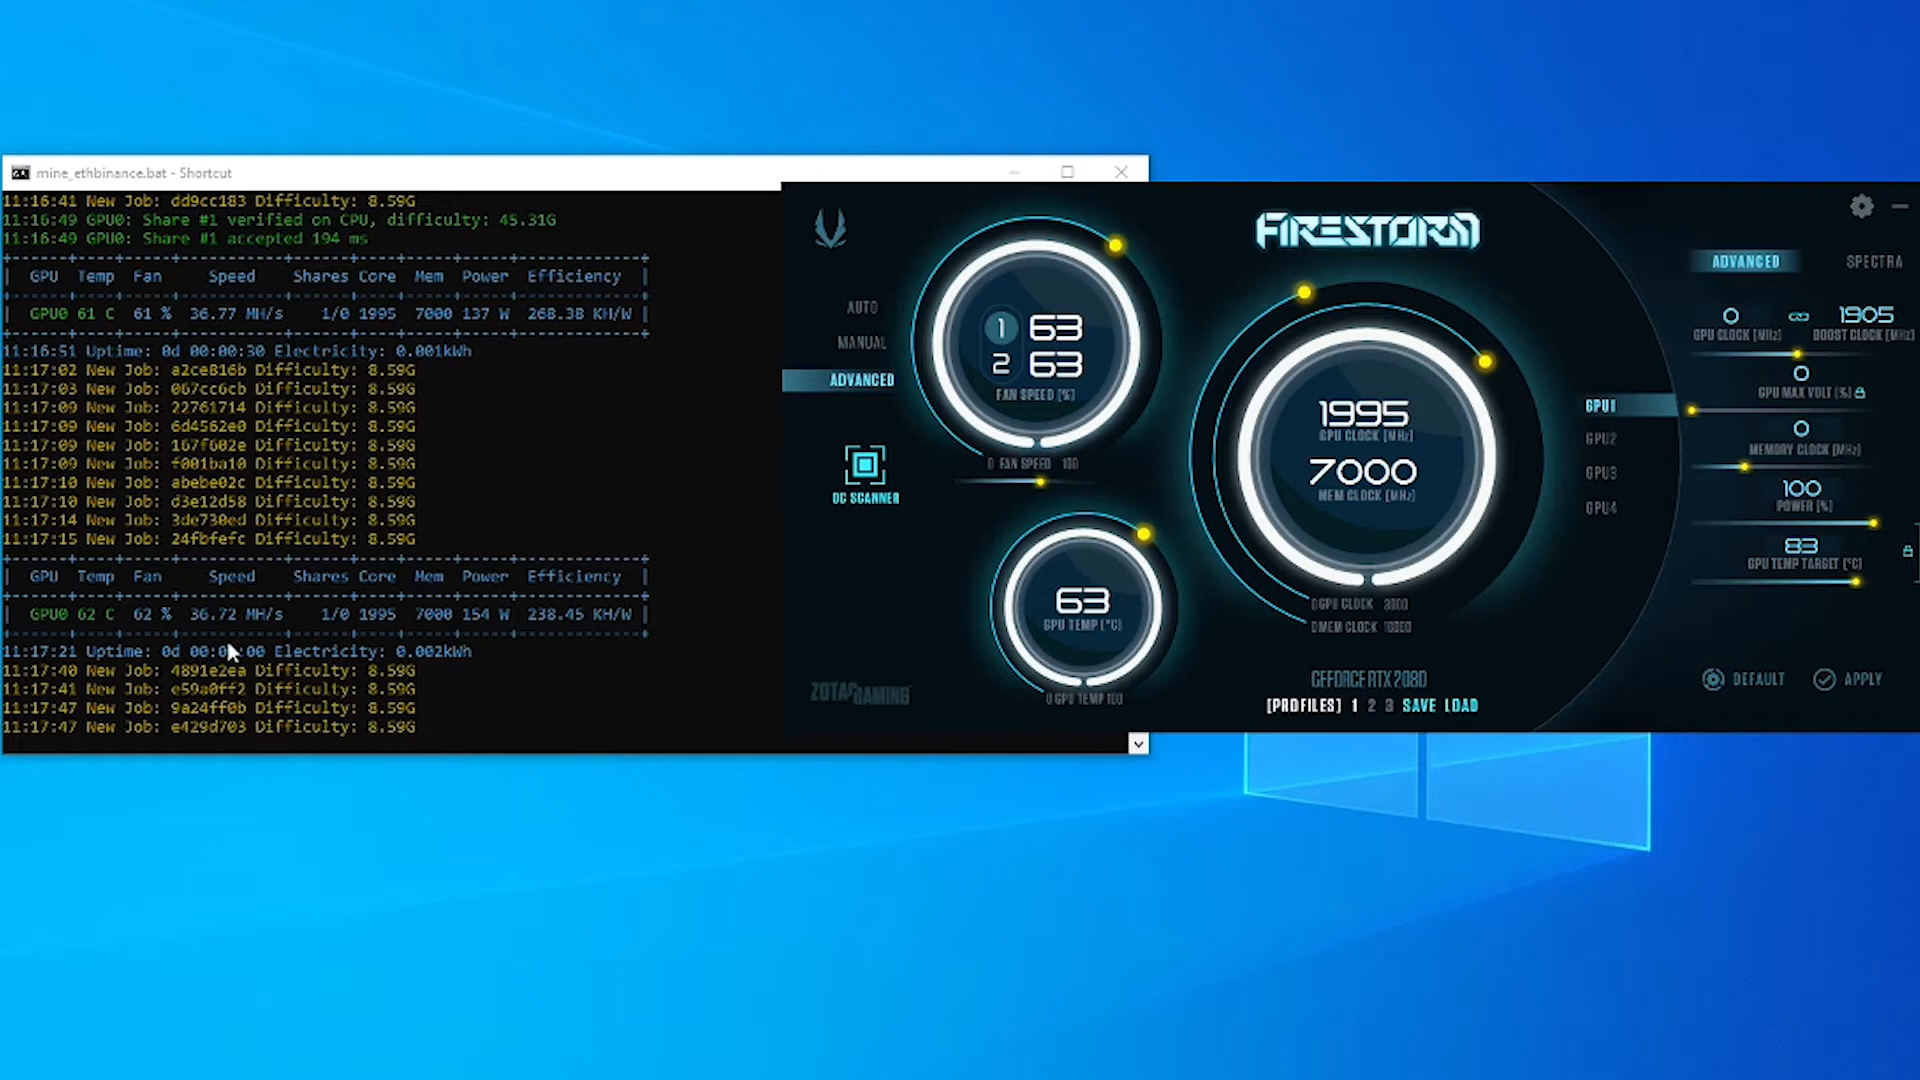 mine_ethbinance.bat - Shortcut
11:16:41 New Job: dd9cc183 Difficulty: 8.59G
11:16:49 GPU0: Share #1 verified on CPU, difficulty: 45.31G
11:16:49 GPU0: Share #1 accepted 194 ms
GPU Temp Fan Speed Shares Core Mem Power Efficiency
GPU0 61 C 61 % 36.77 MH/s 1/0 1995 7000 137 W 268.38 KH/W
11:16:51 Uptime: 0d 00:00:30 Electricity: 0.001kWh
11:17:02 New Job: a2ce816b Difficulty: 8.59G
11:17:03 New Job: 067cc6cb Difficulty: 8.59G
11:17:09 New Job: 22761714 Difficulty: 8.59G
11:17:09 New Job: 6d4562e0 Difficulty: 8.59G
11:17:09 New Job: 167f602e Difficulty: 8.59G
11:17:09 New Job: f001ba10 Difficulty: 8.59G
11:17:10 New Job: abebe02c Difficulty: 8.59G
11:17:10 New Job: d3e12d58 Difficulty: 8.59G
11:17:14 New Job: 3de730ed Difficulty: 8.59G
11:17:15 New Job: 24fbfefc Difficulty: 8.59G
GPU Temp Fan Speed Shares Core Mem Power Efficiency
GPU0 62 C 62 % 36.72 MH/s 1/0 1995 7000 154 W 238.45 KH/W
11:17:21 Uptime: 0d Electricity: 0.002kWh
11:17:40 New Job: 4891e2ea Difficulty: 8.59G
11:17:41 New Job: e59a0ff2 Difficulty: 8.59G
11:17:47 New Job: 9a24ff0b Difficulty: 8.59G
11:17:47 New Job: e429d703 Difficulty: 8.59G
FIRESTORM
AUTO
MANUAL
ADVANCED
OC SCANNER
ZOTAC GAMING
1 63
2 63
FAN SPEED [%]
0 FAN SPEED 100
63
GPU TEMP [°C]
0 GPU TEMP 100
1995
GPU CLOCK [MHz]
7000
MEM CLOCK [MHz]
0 GPU CLOCK 3000
0 MEM CLOCK 16000
GEFORCE RTX 2080
[PROFILES] 1 2 3 SAVE LOAD
GPU1
GPU2
GPU3
GPU4
ADVANCED SPECTRA
0 1905
GPU CLOCK [MHz] BOOST CLOCK [MHz]
0
GPU MAX VOLT [%]
0
MEMORY CLOCK [MHz]
100
POWER [%]
83
GPU TEMP TARGET [°C]
DEFAULT APPLY